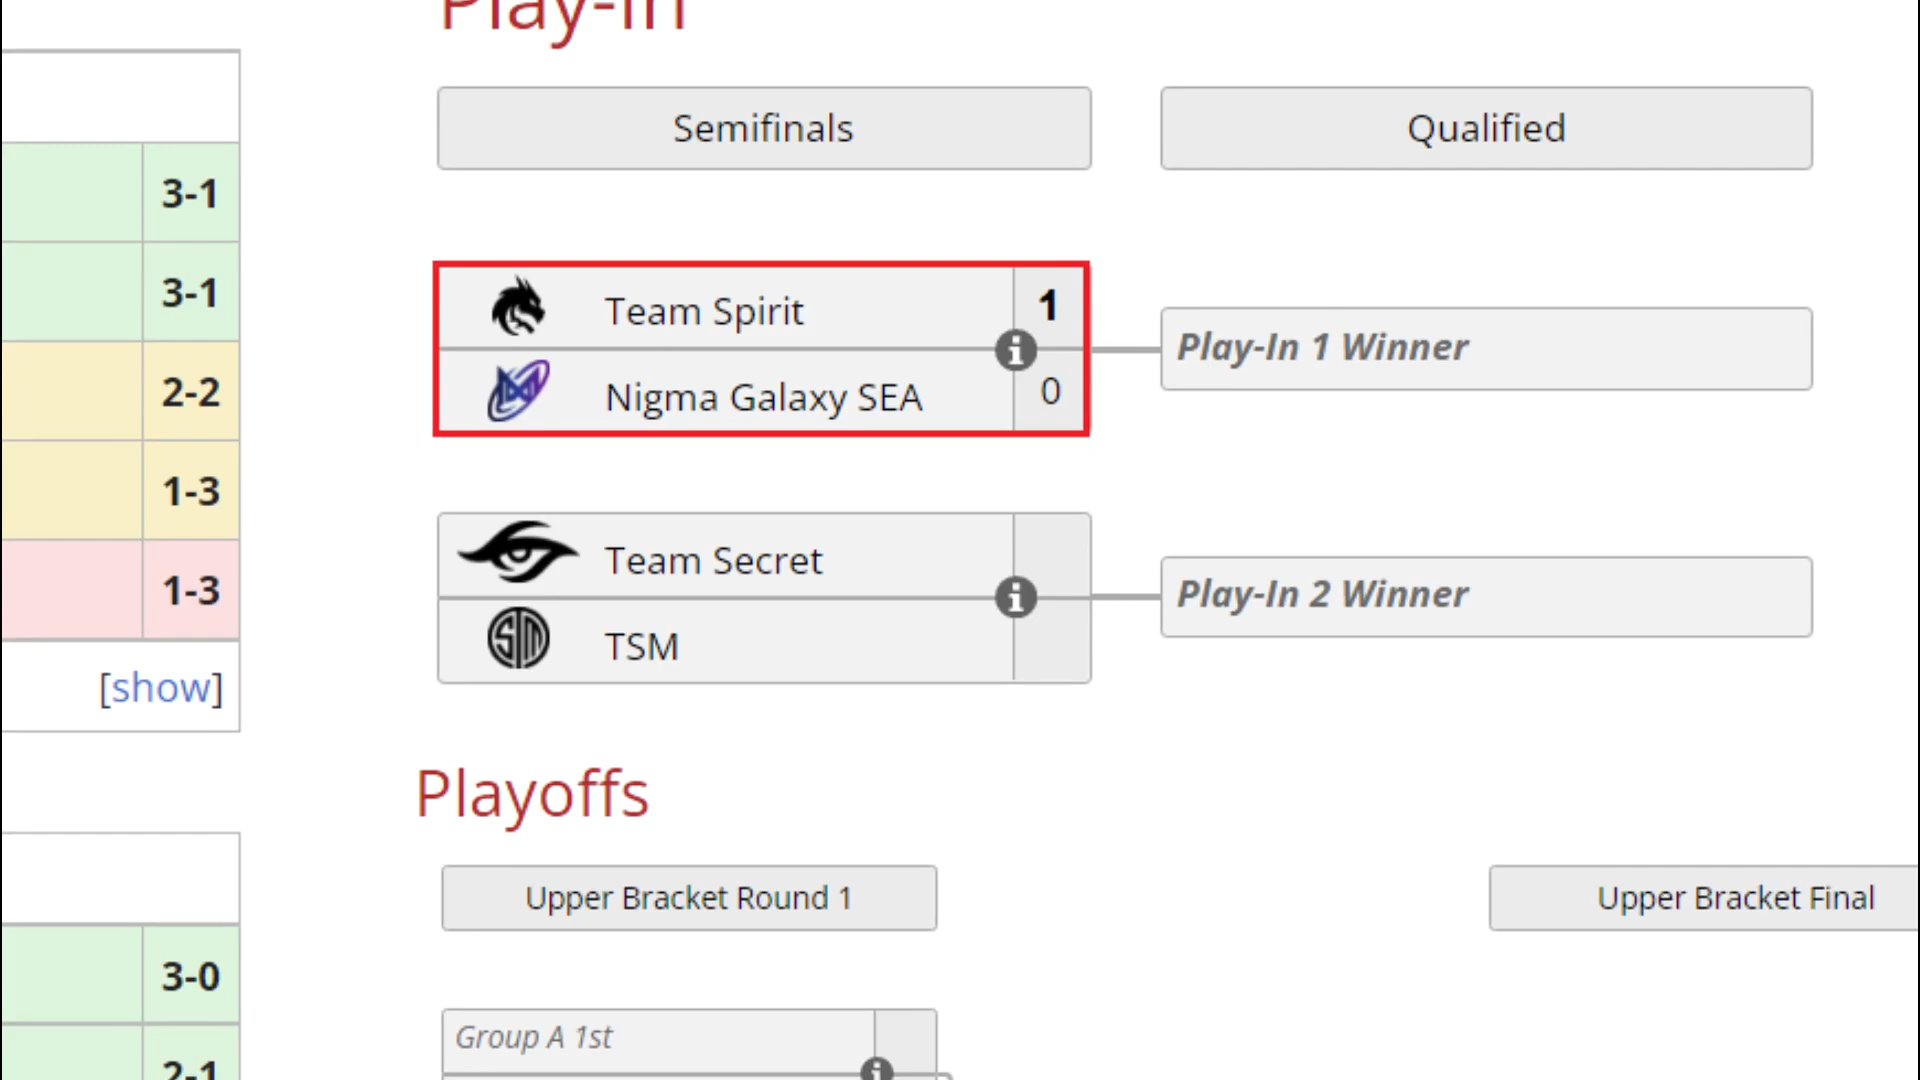 Play-In
Semifinals
Qualified
3-1
3-1
2-2
1-3
1-3
[show]
Team Spirit
1
Nigma Galaxy SEA
0
Play-In 1 Winner
Team Secret
TSM
Play-In 2 Winner
Playoffs
Upper Bracket Round 1
Upper Bracket Final
3-0
2-1
Group A 1st